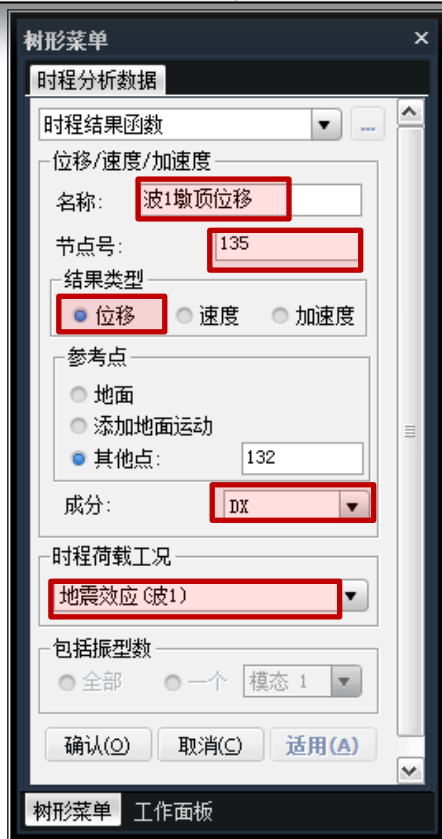 树形菜单 ×
时程分析数据
时程结果函数 ...
位移/速度/加速度
名称: 波1墩顶位移
节点号: 135
结果类型
位移 速度 加速度
参考点
地面
添加地面运动
其他点: 132
成分: DX
时程荷载工况
地震效应(波1)
包括振型数
全部 一个 模态 1
确认(O) 取消(C) 适用(A)
树形菜单 工作面板